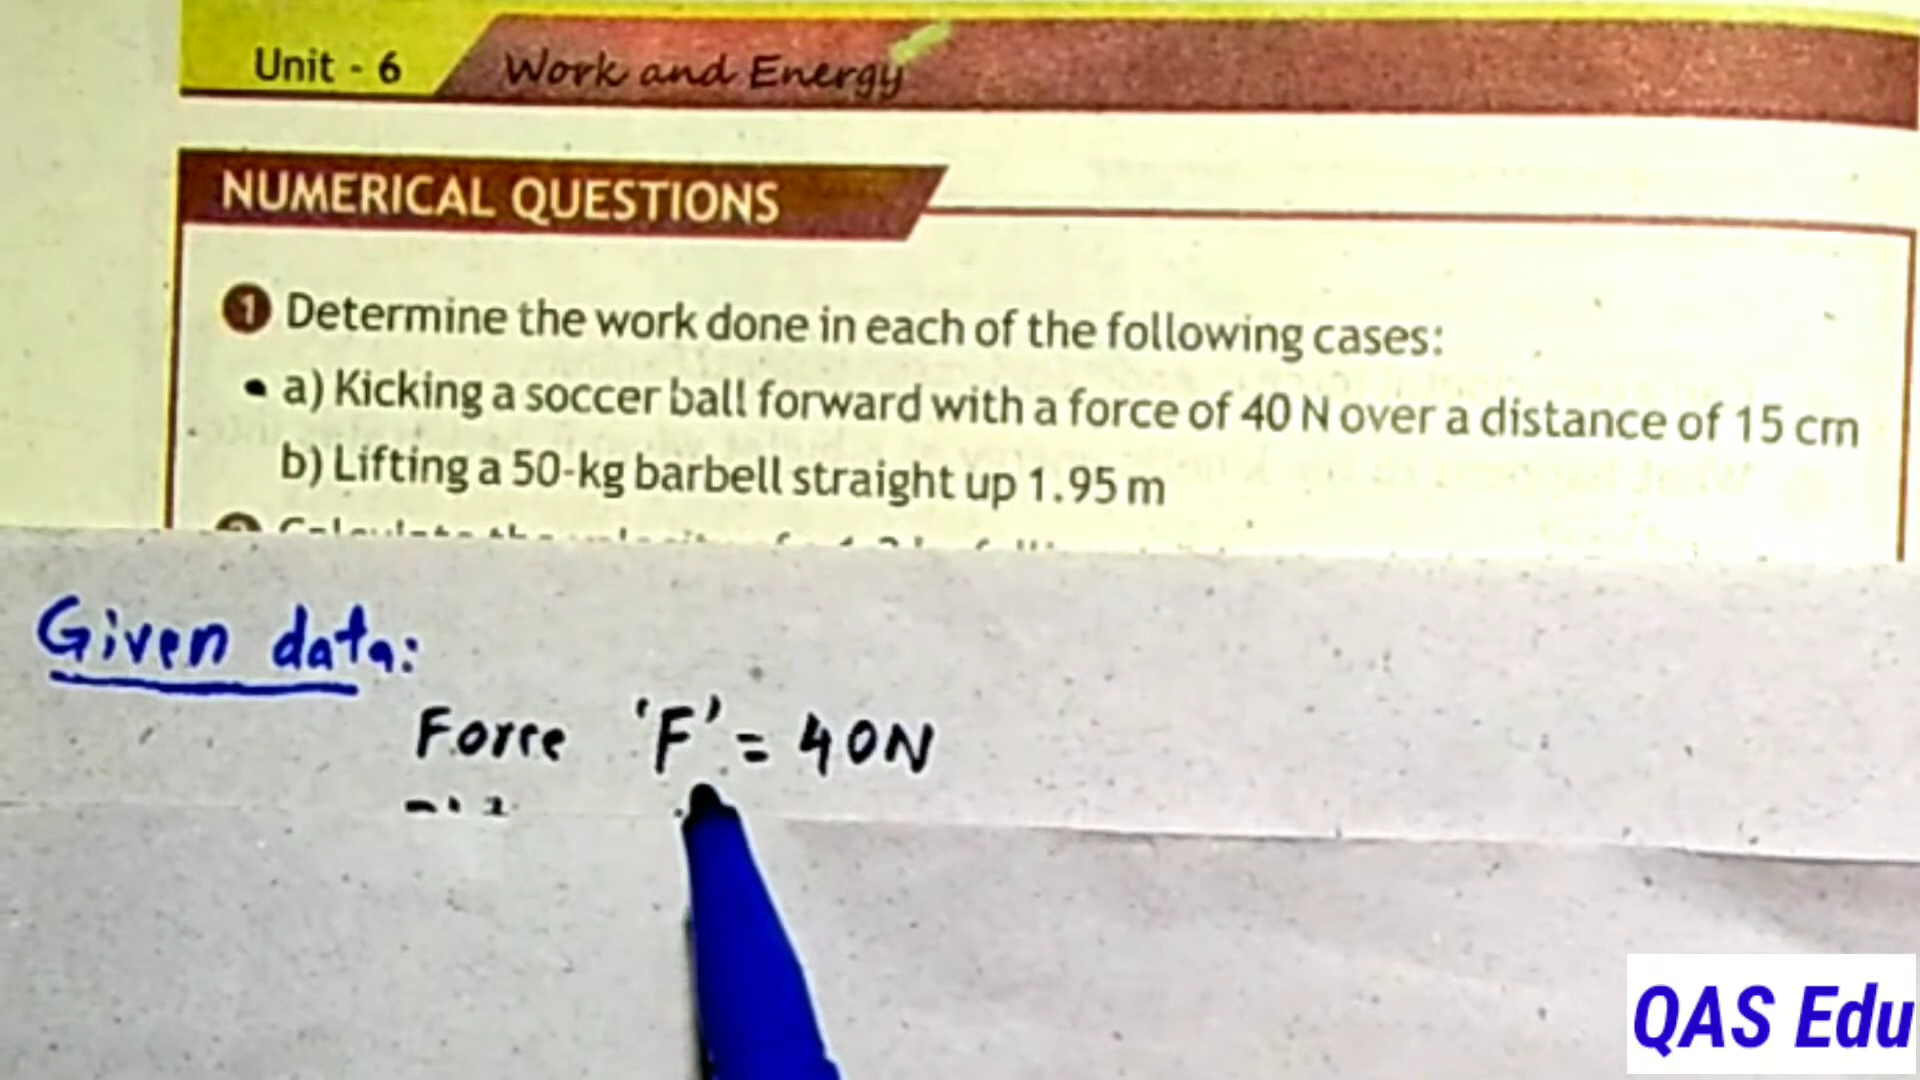 Unit - 6 Work and Energy
NUMERICAL QUESTIONS
1 Determine the work done in each of the following cases:
a) Kicking a soccer ball forward with a force of 40 N over a distance of 15 cm
b) Lifting a 50-kg barbell straight up 1.95 m
Given data:
Force 'F' = 40N
QAS Edu